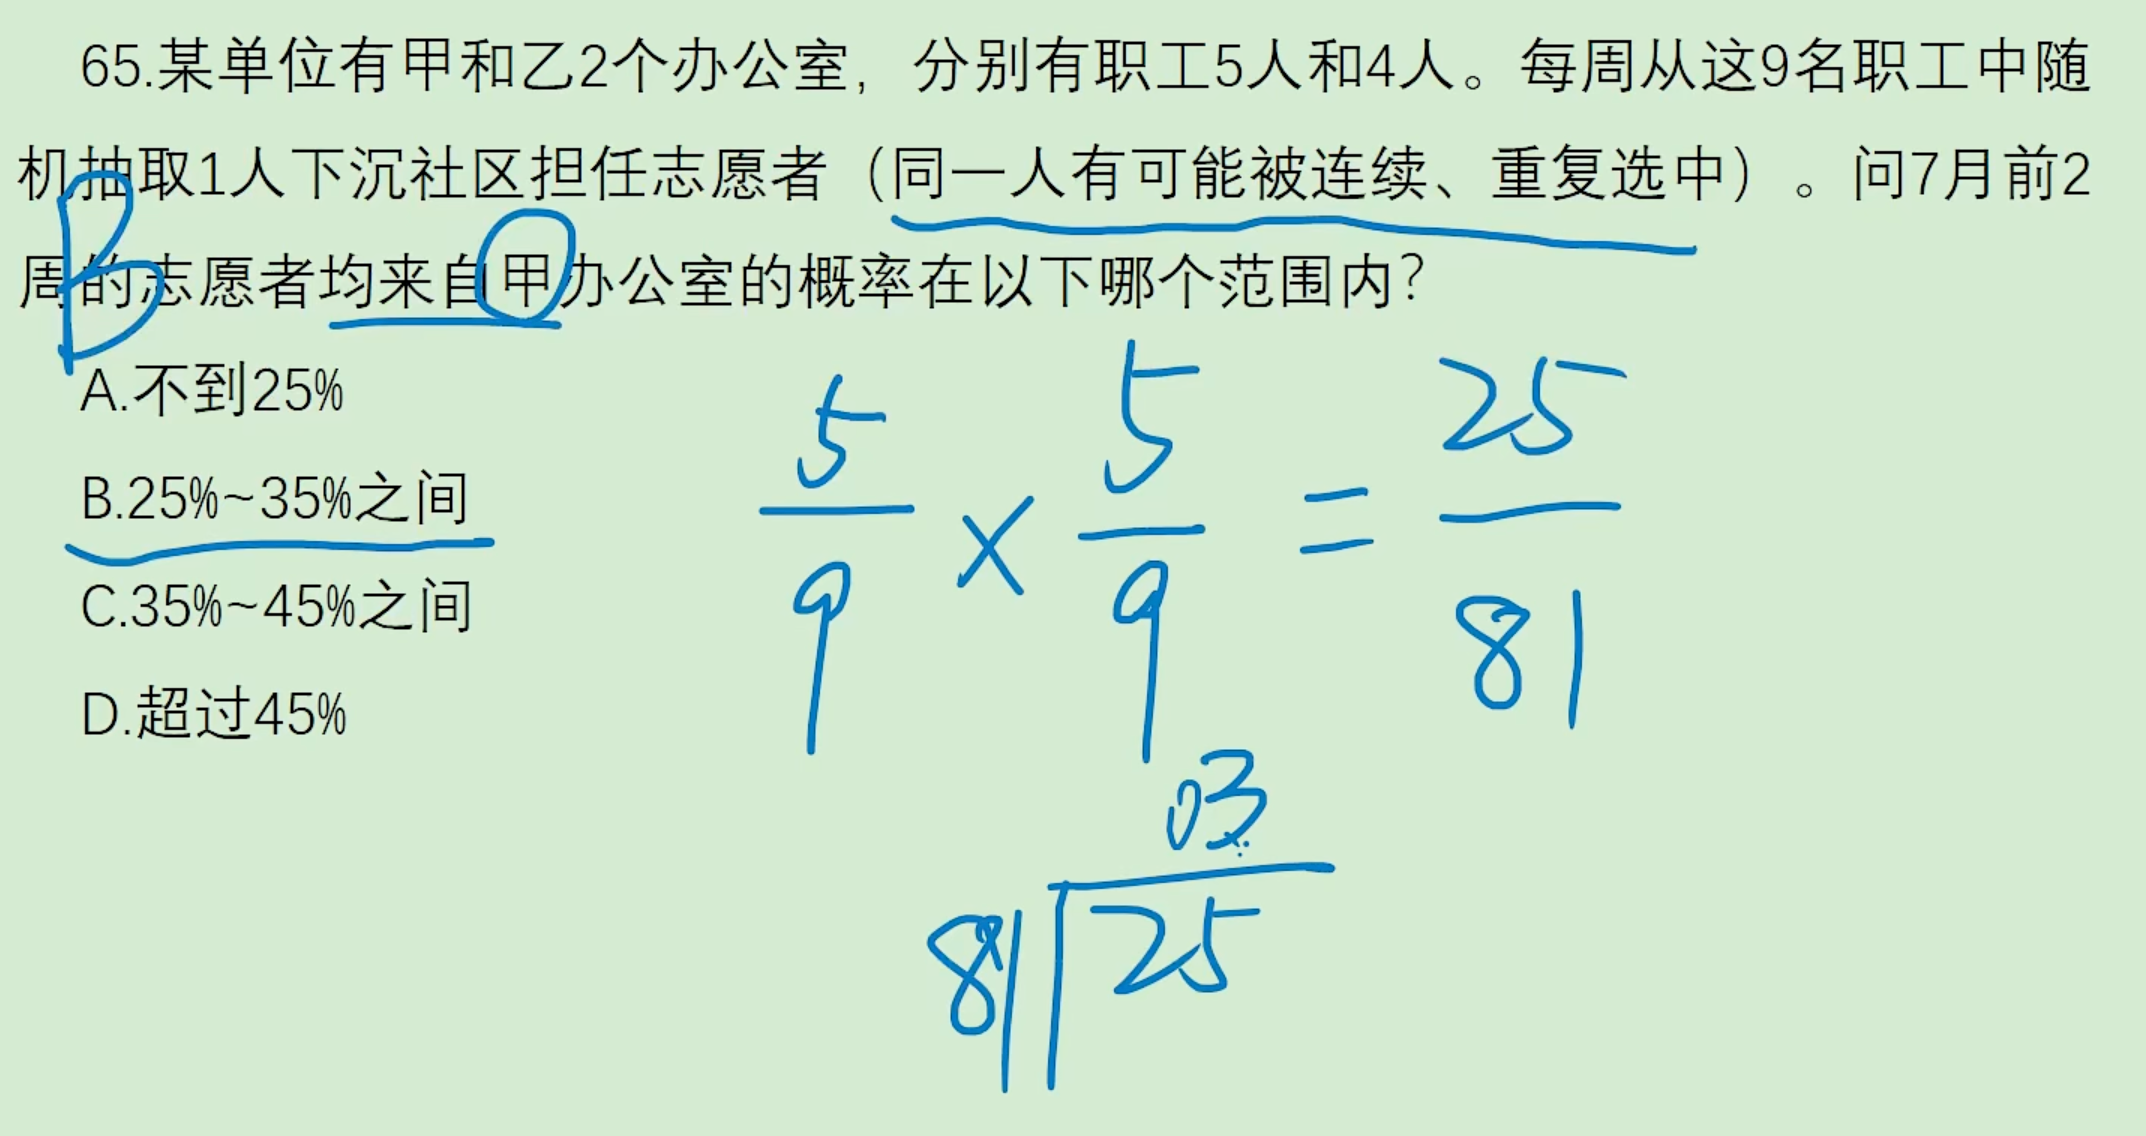 65.某单位有甲和乙2个办公室，分别有职工5人和4人。每周从这9名职工中随
机抽取1人下沉社区担任志愿者（同一人有可能被连续、重复选中）。问7月前2
周的志愿者均来自甲办公室的概率在以下哪个范围内？
B
A.不到25%
B.25%~35%之间
C.35%~45%之间
D.超过45%
5 5 25
× =
9 9 81
03
81 25